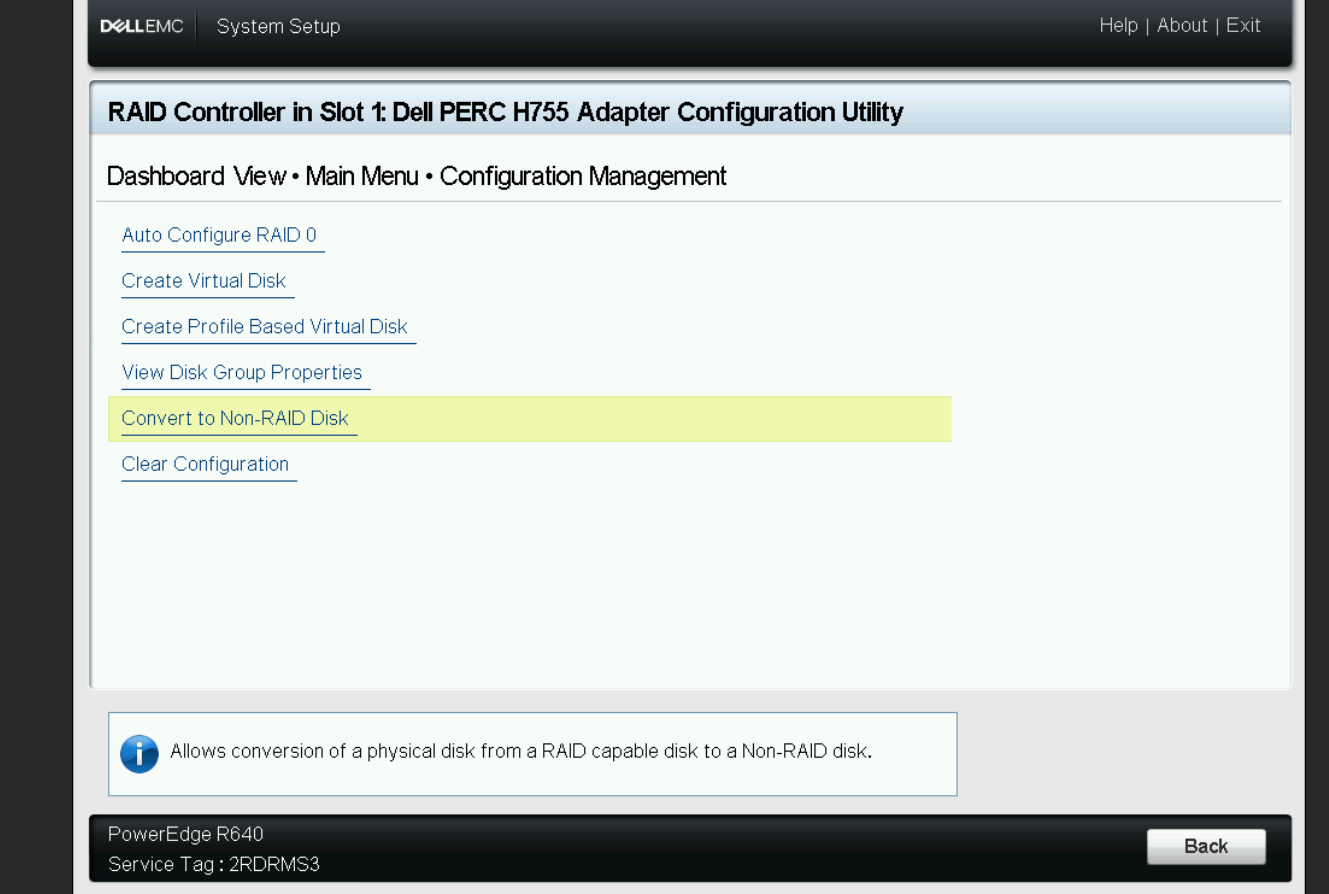 DELLEMC System Setup Help | About | Exit
RAID Controller in Slot 1: Dell PERC H755 Adapter Configuration Utility
Dashboard View • Main Menu • Configuration Management
Auto Configure RAID 0
Create Virtual Disk
Create Profile Based Virtual Disk
View Disk Group Properties
Convert to Non-RAID Disk
Clear Configuration
Allows conversion of a physical disk from a RAID capable disk to a Non-RAID disk.
PowerEdge R640
Service Tag : 2RDRMS3
Back